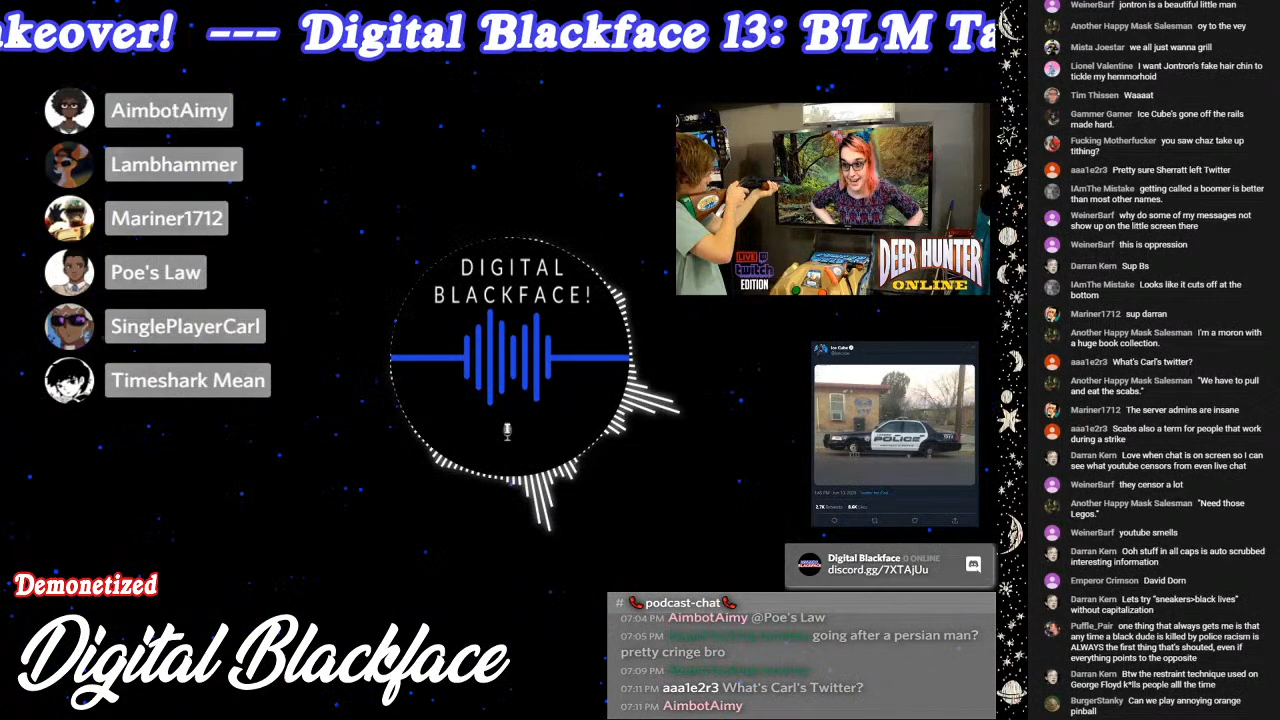 akeover! --- Digital Blackface 13: BLM Ta
AimbotAimy
Lambhammer
Mariner1712
Poe's Law
SinglePlayerCarl
Timeshark Mean
DIGITAL
BLACKFACE!
LIVE
twitch
EDITION
DEER HUNTER
ONLINE
Ice Cube
POLICE
2.7K Retweets 8.6K Likes
Digital Blackface 0 ONLINE
discord.gg/7XTAjUu
Demonetized
Digital Blackface
# podcast-chat
07:04 PM AimbotAimy @Poe's Law
07:05 PM going after a persian man?
pretty cringe bro
07:09 PM
07:11 PM aaa1e2r3 What's Carl's Twitter?
07:11 PM AimbotAimy
WeinerBarf jontron is a beautiful little man
Another Happy Mask Salesman oy to the vey
Mista Joestar we all just wanna grill
Lionel Valentine I want Jontron's fake hair chin to
tickle my hemmorhoid
Tim Thissen Waaaat
Gammer Gamer Ice Cube's gone off the rails
made hard.
Fucking Motherfucker you saw chaz take up
tithing?
aaa1e2r3 Pretty sure Sherratt left Twitter
IAmThe Mistake getting called a boomer is better
than most other names.
WeinerBarf why do some of my messages not
show up on the little screen there
WeinerBarf this is oppression
Darran Kern Sup Bs
IAmThe Mistake Looks like it cuts off at the
bottom
Mariner1712 sup darran
Another Happy Mask Salesman I'm a moron with
a huge book collection.
aaa1e2r3 What's Carl's twitter?
Another Happy Mask Salesman "We have to pull
and eat the scabs."
Mariner1712 The server admins are insane
aaa1e2r3 Scabs also a term for people that work
during a strike
Darran Kern Love when chat is on screen so I can
see what youtube censors from even live chat
WeinerBarf they censor a lot
Another Happy Mask Salesman "Need those
Legos."
WeinerBarf youtube smells
Darran Kern Ooh stuff in all caps is auto scrubbed
interesting information
Emperor Crimson David Dorn
Darran Kern Lets try "sneakers>black lives"
without capitalization
Puffle_Pair one thing that always gets me is that
any time a black dude is killed by police racism is
ALWAYS the first thing that's shouted, even if
everything points to the opposite
Darran Kern Btw the restraint technique used on
George Floyd k*lls people alll the time
BurgerStanky Can we play annoying orange
pinball